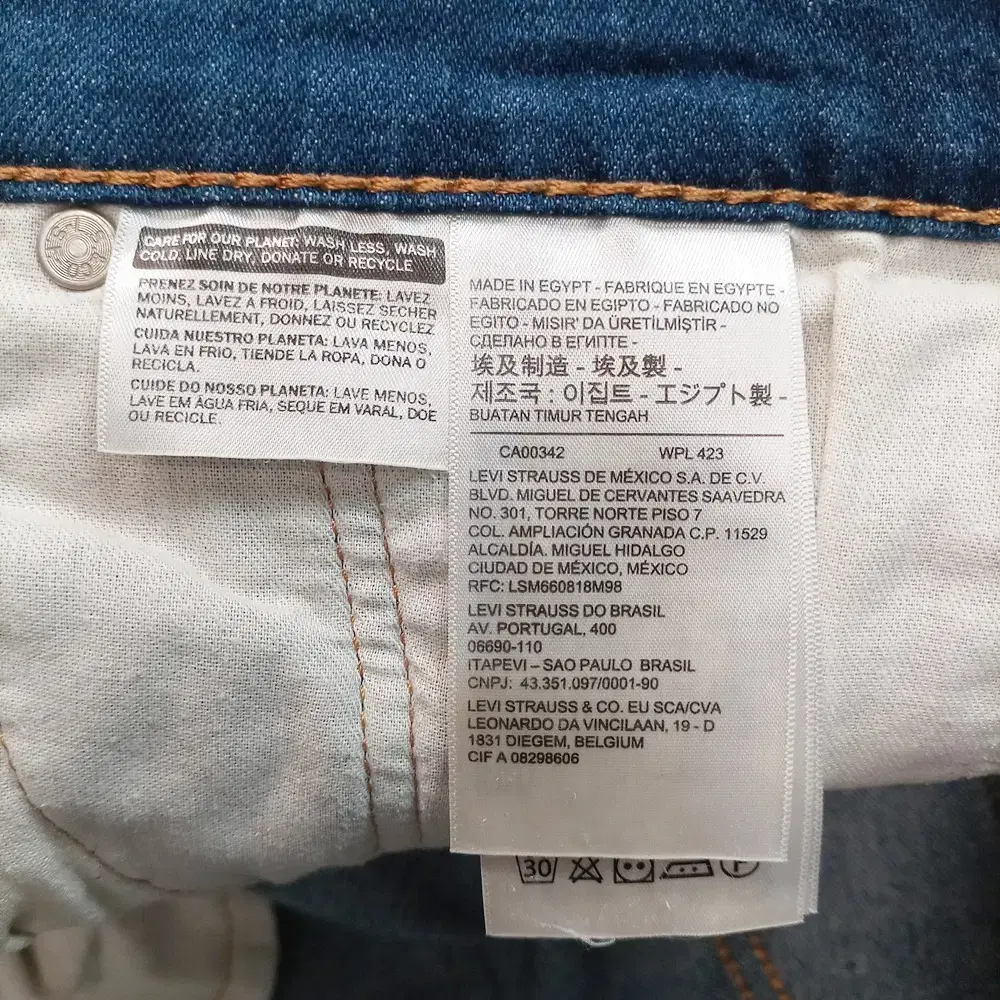 CARE FOR OUR PLANET: WASH LESS, WASH
COLD, LINE DRY, DONATE OR RECYCLE
PRENEZ SOIN DE NOTRE PLANETE: LAVEZ
MOINS, LAVEZ A FROID, LAISSEZ SECHER
NATURELLEMENT, DONNEZ OU RECYCLEZ
CUIDA NUESTRO PLANETA: LAVA MENOS,
LAVA EN FRIO, TIENDE LA ROPA, DONA O
RECICLA.
CUIDE DO NOSSO PLANETA: LAVE MENOS,
LAVE EM ÁGUA FRIA, SEQUE EM VARAL, DOE
OU RECICLE.
MADE IN EGYPT - FABRIQUE EN EGYPTE -
FABRICADO EN EGIPTO - FABRICADO NO
EGITO - MISIR' DA ÜRETİLMİŞTİR -
СДЕЛАНО В ЕГИПТЕ -
埃及制造 - 埃及製 -
제조국 : 이집트 - エジプト製 -
BUATAN TIMUR TENGAH
CA00342 WPL 423
LEVI STRAUSS DE MÉXICO S.A. DE C.V.
BLVD. MIGUEL DE CERVANTES SAAVEDRA
NO. 301, TORRE NORTE PISO 7
COL. AMPLIACIÓN GRANADA C.P. 11529
ALCALDÍA. MIGUEL HIDALGO
CIUDAD DE MÉXICO, MÉXICO
RFC: LSM660818M98
LEVI STRAUSS DO BRASIL
AV. PORTUGAL, 400
06690-110
ITAPEVI – SAO PAULO BRASIL
CNPJ: 43.351.097/0001-90
LEVI STRAUSS & CO. EU SCA/CVA
LEONARDO DA VINCILAAN, 19 - D
1831 DIEGEM, BELGIUM
CIF A 08298606
30 P